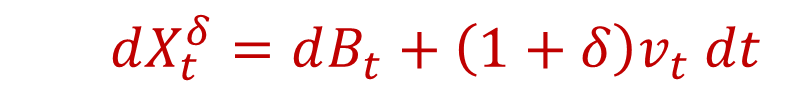 dX_t^δ = dB_t + (1 + δ)v_t dt